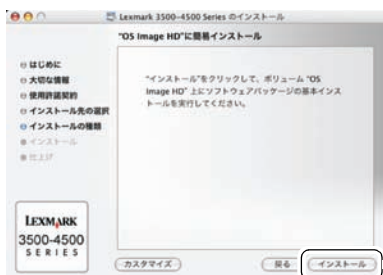 Lexmark 3500-4500 Series のインストール
"OS Image HD"に簡易インストール
はじめに
大切な情報
使用許諾契約
インストール先の選択
インストールの種類
インストール
仕上げ
"インストール"をクリックして、ボリューム "OS
Image HD" 上にソフトウェアパッケージの基本インス
トールを実行してください。
LEXMARK
3500-4500
SERIES
カスタマイズ
戻る
インストール